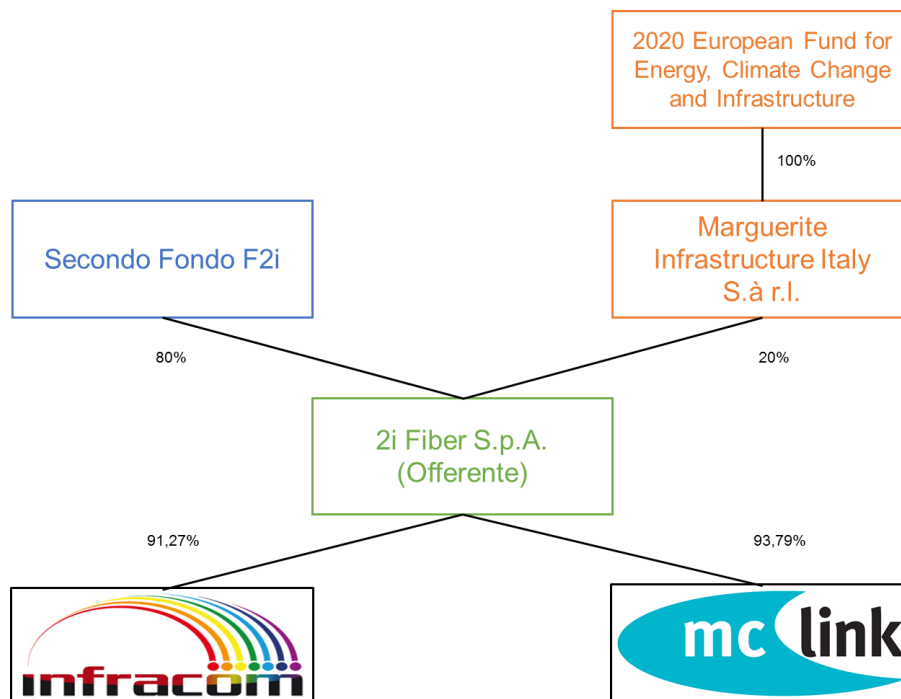 2020 European Fund for
Energy, Climate Change
and Infrastructure
100%
Secondo Fondo F2i
Marguerite
Infrastructure Italy
S.à r.l.
80%
20%
2i Fiber S.p.A.
(Offerente)
91,27%
93,79%
infracom
mc link